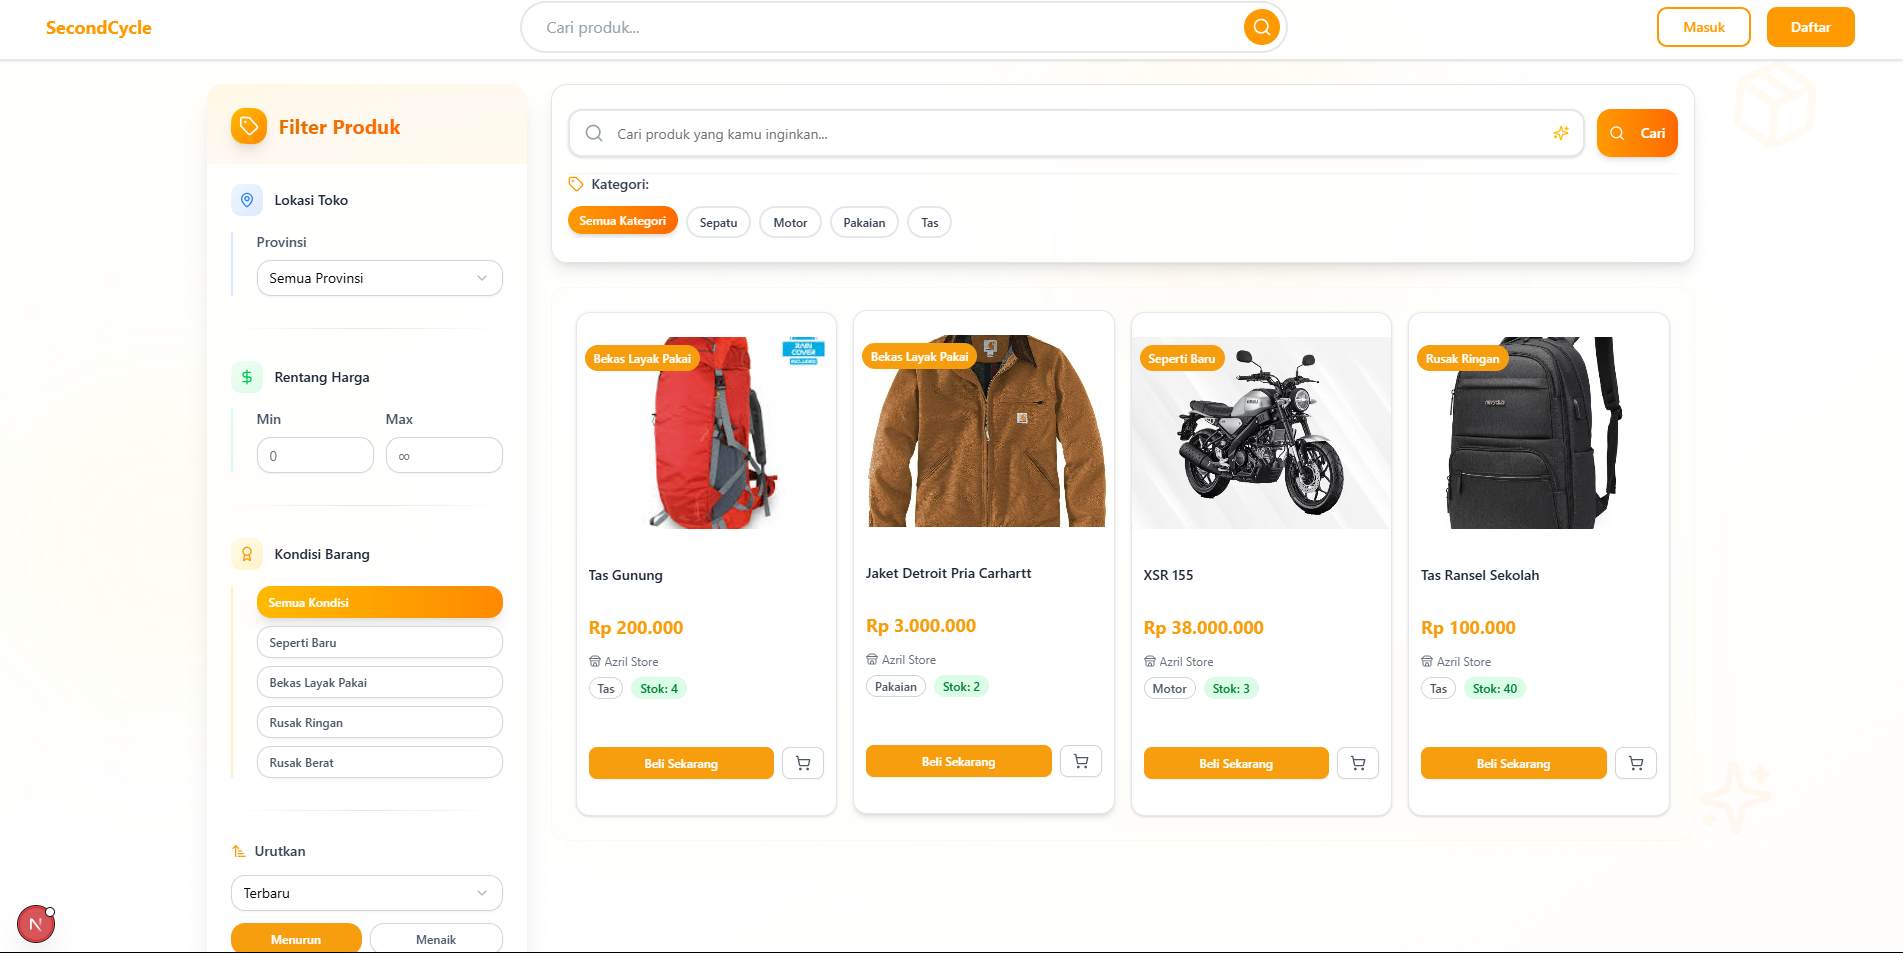 SecondCycle
Cari produk...
Masuk
Daftar
Filter Produk
Lokasi Toko
Provinsi
Semua Provinsi
Rentang Harga
Min
Max
0
∞
Kondisi Barang
Semua Kondisi
Seperti Baru
Bekas Layak Pakai
Rusak Ringan
Rusak Berat
Urutkan
Terbaru
Menurun
Menaik
N
Cari produk yang kamu inginkan...
Cari
Kategori:
Semua Kategori
Sepatu
Motor
Pakaian
Tas
Bekas Layak Pakai
RAIN
COVER
Tas Gunung
Rp 200.000
Azril Store
Tas
Stok: 4
Beli Sekarang
Bekas Layak Pakai
Jaket Detroit Pria Carhartt
Rp 3.000.000
Azril Store
Pakaian
Stok: 2
Beli Sekarang
Seperti Baru
XSR 155
Rp 38.000.000
Azril Store
Motor
Stok: 3
Beli Sekarang
Rusak Ringan
Tas Ransel Sekolah
Rp 100.000
Azril Store
Tas
Stok: 40
Beli Sekarang